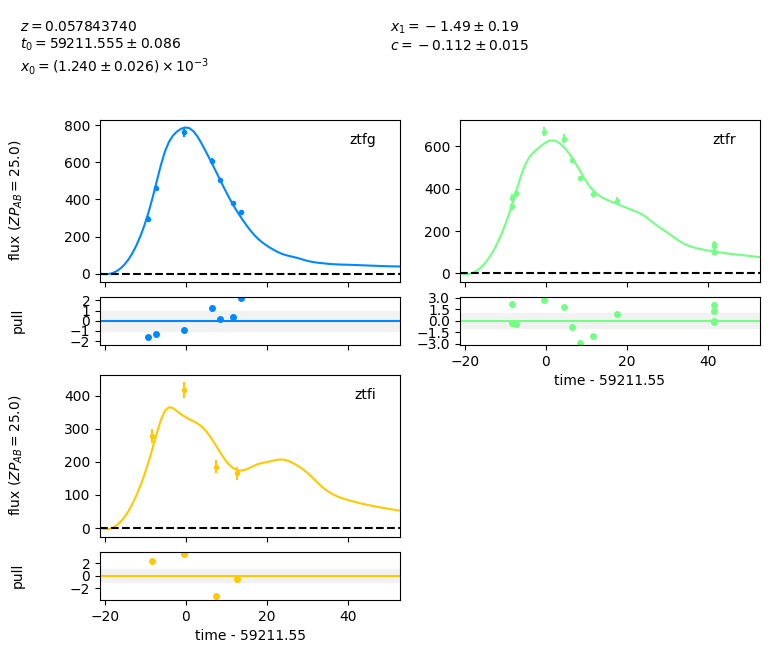 z = 0.057843740
t₀ = 59211.555 ± 0.086
x₀ = (1.240 ± 0.026) × 10⁻³
x₁ = −1.49 ± 0.19
c = −0.112 ± 0.015
ztfg
flux (ZP_AB = 25.0)
800
600
400
200
0
pull
2
1
0
−1
−2
ztfr
600
400
200
0
3.0
1.5
0.0
−1.5
−3.0
−20
0
20
40
time - 59211.55
ztfi
flux (ZP_AB = 25.0)
400
300
200
100
0
pull
2
0
−2
−20
0
20
40
time - 59211.55